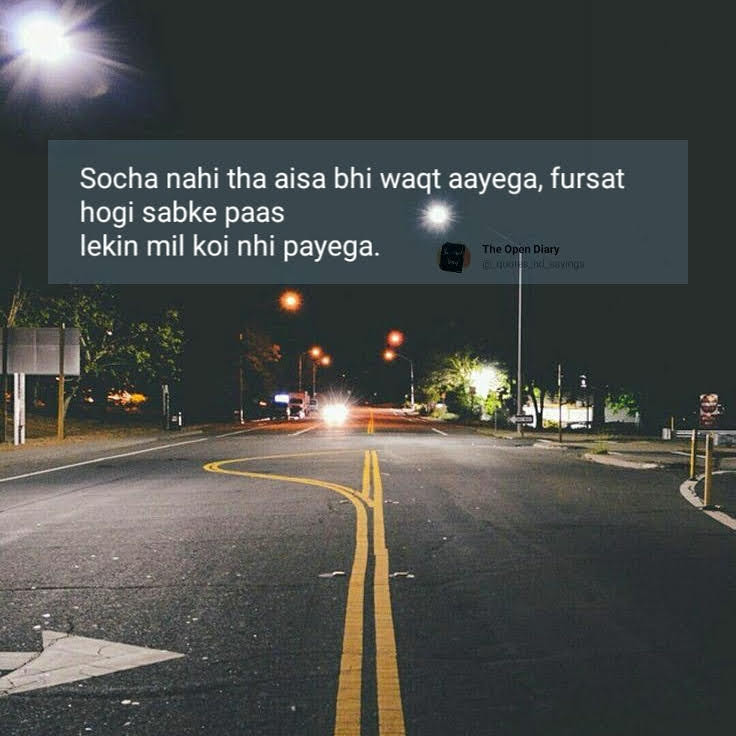 Socha nahi tha aisa bhi waqt aayega, fursat
hogi sabke paas
lekin mil koi nhi payega.
The Open Diary